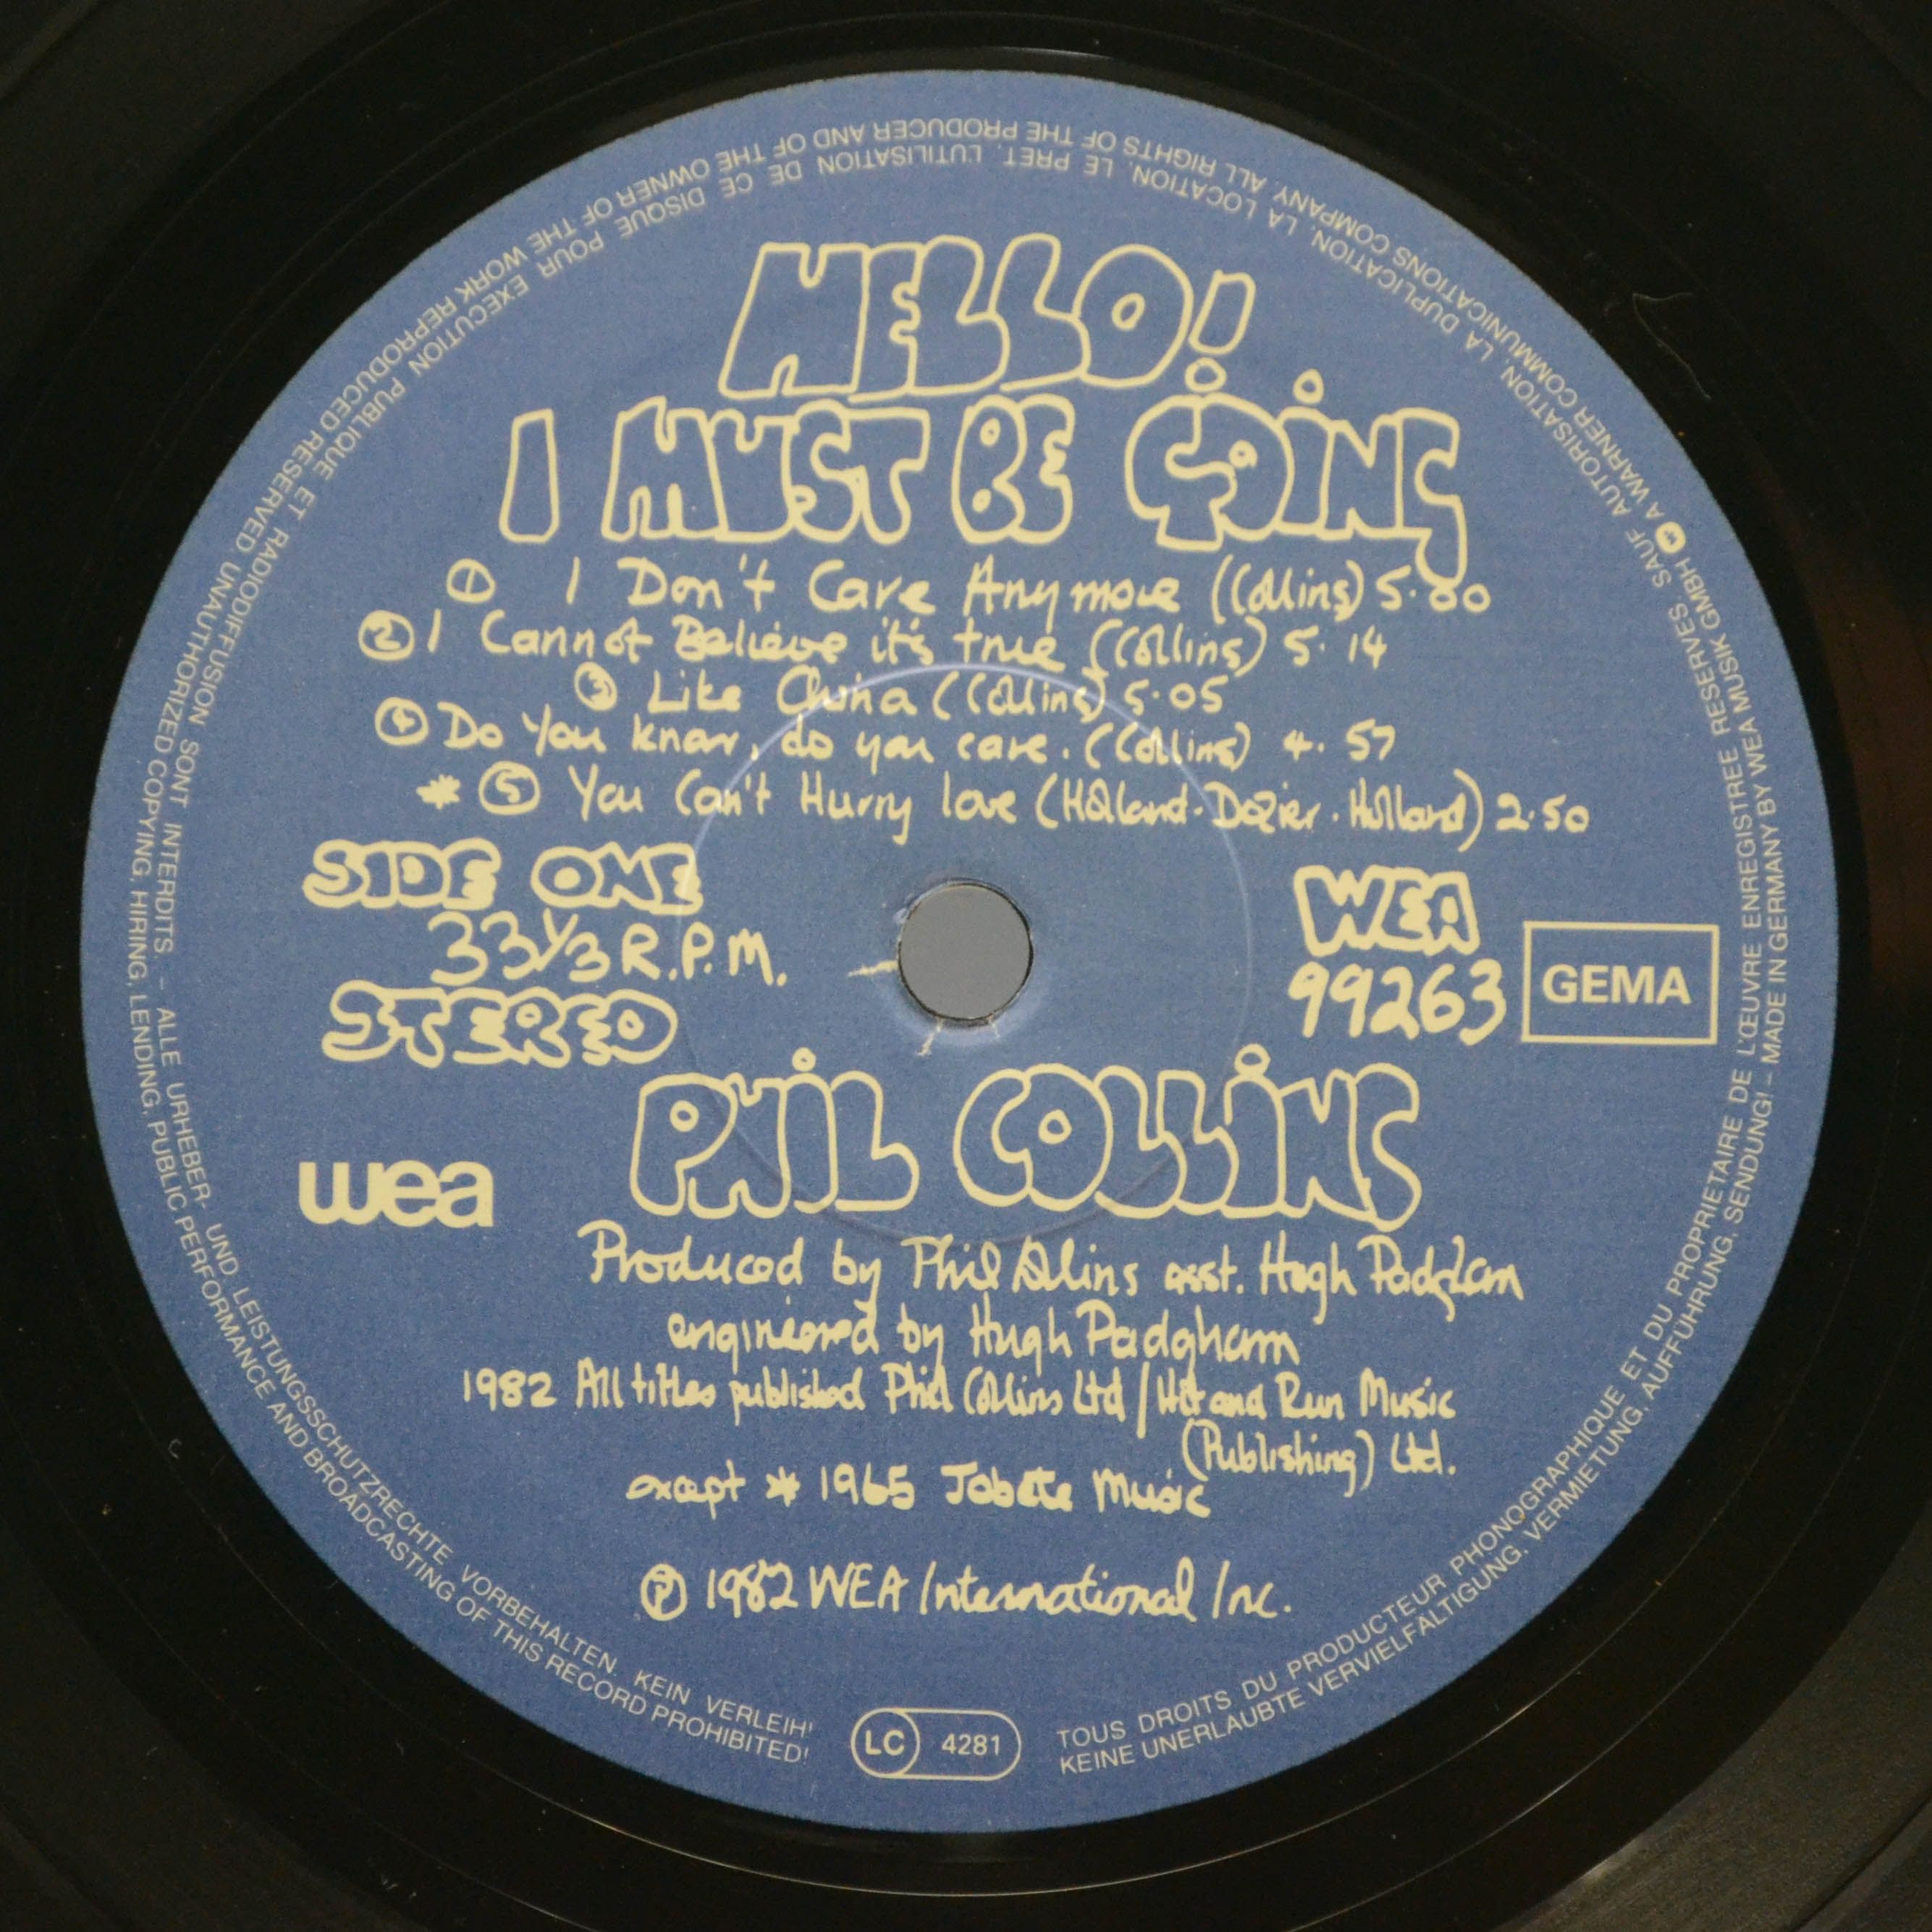 HELLO!
I MUST BE GOING
① I Don't Care Anymore (Collins) 5.00
② I Cannot Believe it's true (Collins) 5.14
③ Like China (Collins) 5.05
④ Do You know, do you care. (Collins) 4.57
* ⑤ You Can't Hurry love (Holland-Dozier.Holland) 2.50
SIDE ONE
33⅓ R.P.M.
STEREO
WEA
99263
GEMA
PHIL COLLINS
wea
Produced by Phil Collins asst. Hugh Padgham
engineered by Hugh Padgham
1982 All titles published Phil Collins Ltd / Hit and Run Music
(Publishing) Ltd.
except * 1965 Jobete Music
℗ 1982 WEA International Inc.
LC 4281
TOUS DROITS DU PRODUCTEUR PHONOGRAPHIQUE ET DU PROPRIETAIRE DE L'ŒUVRE ENREGISTREE RESERVES. SAUF AUTORISATION LA DUPLICATION, LA LOCATION, LE PRET, L'UTILISATION DE CE DISQUE POUR EXECUTION PUBLIQUE ET RADIODIFFUSION SONT INTERDITS. – ALLE URHEBER- UND LEISTUNGSSCHUTZRECHTE VORBEHALTEN. KEIN VERLEIH!
KEINE UNERLAUBTE VERVIELFÄLTIGUNG, VERMIETUNG, AUFFÜHRUNG, SENDUNG! – MADE IN GERMANY BY WEA MUSIK GMBH A WARNER COMMUNICATIONS COMPANY. ALL RIGHTS OF THE PRODUCER AND OF THE OWNER OF THE WORK REPRODUCED RESERVED. UNAUTHORIZED COPYING, HIRING, LENDING, PUBLIC PERFORMANCE AND BROADCASTING OF THIS RECORD PROHIBITED!